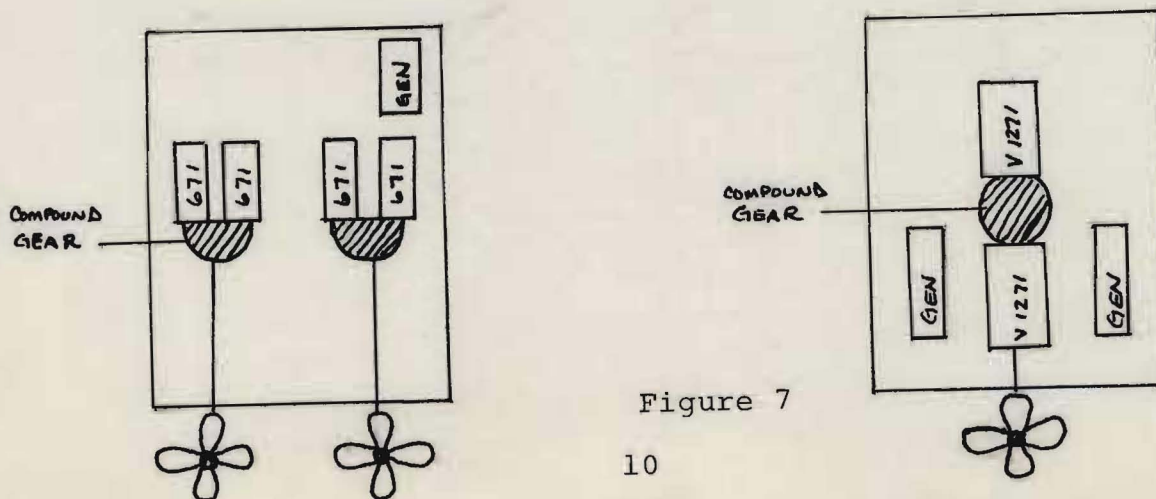 GEN
671
671
671
671
COMPOUND
GEAR
V 1271
COMPOUND
GEAR
GEN
V 1271
GEN
Figure 7
10